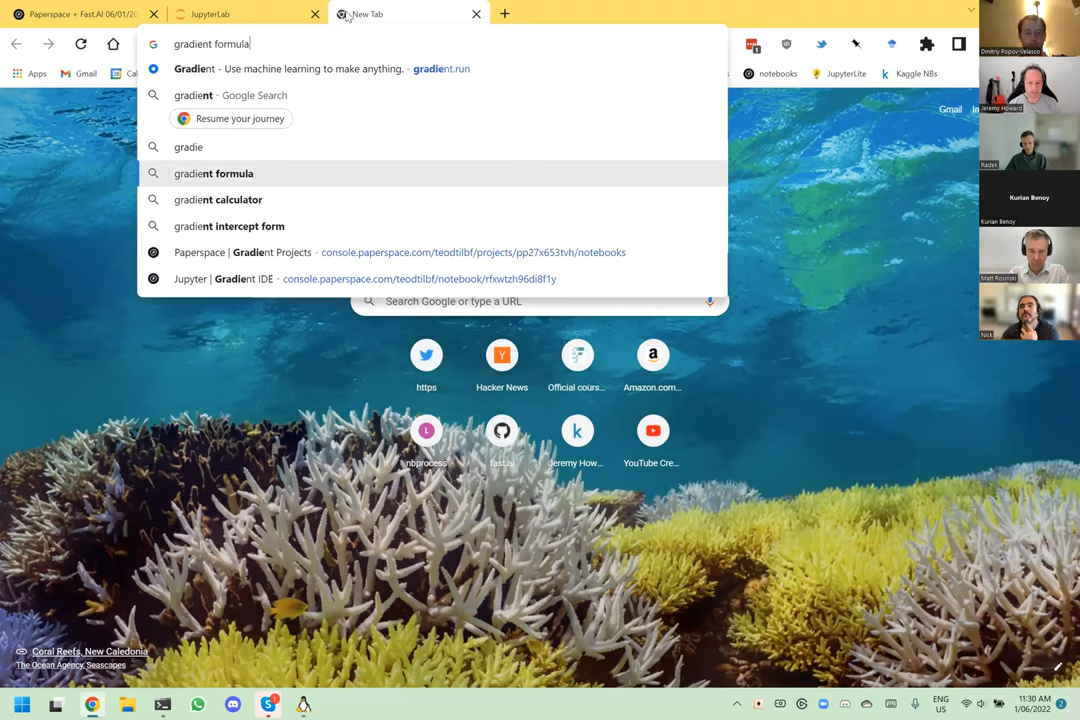 Paperspace + Fast.AI 06/01/20
JupyterLab
New Tab
gradient formula
Apps
Gmail
Cal
notebooks
JupyterLite
Kaggle NBs
Gradient - Use machine learning to make anything. - gradient.run
gradient - Google Search
Resume your journey
gradie
gradient formula
gradient calculator
gradient intercept form
Paperspace | Gradient Projects - console.paperspace.com/teodtilbf/projects/pp27x653tvh/notebooks
Jupyter | Gradient IDE - console.paperspace.com/teodtilbf/notebook/rfxwtzh96di8f1y
Gmail
Search Google or type a URL
https
Hacker News
Official cours...
Amazon.com...
nbprocess
fast.ai
Jeremy How...
YouTube Cre...
Dmitriy Popov-Velasco
Jeremy Howard
Radek
Kurian Benoy
Kurian Benoy
Matt Rosinski
Nick
Coral Reefs, New Caledonia
The Ocean Agency, Seascapes
ENG
US
11:30 AM
1/06/2022
2